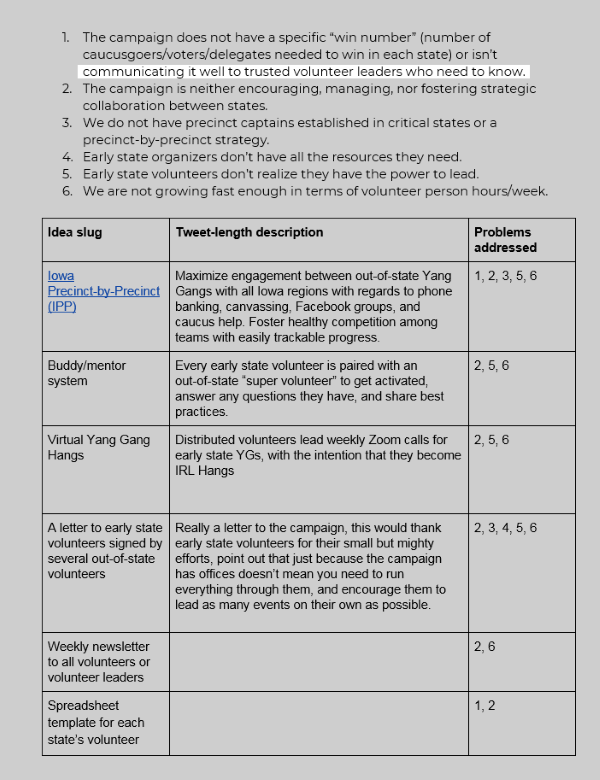 1. The campaign does not have a specific “win number” (number of
caucusgoers/voters/delegates needed to win in each state) or isn’t
communicating it well to trusted volunteer leaders who need to know.
2. The campaign is neither encouraging, managing, nor fostering strategic
collaboration between states.
3. We do not have precinct captains established in critical states or a
precinct-by-precinct strategy.
4. Early state organizers don’t have all the resources they need.
5. Early state volunteers don’t realize they have the power to lead.
6. We are not growing fast enough in terms of volunteer person hours/week.
Idea slug
Tweet-length description
Problems
addressed
Iowa
Precinct-by-Precinct
(IPP)
Maximize engagement between out-of-state Yang
Gangs with all Iowa regions with regards to phone
banking, canvassing, Facebook groups, and
caucus help. Foster healthy competition among
teams with easily trackable progress.
1, 2, 3, 5, 6
Buddy/mentor
system
Every early state volunteer is paired with an
out-of-state “super volunteer” to get activated,
answer any questions they have, and share best
practices.
2, 5, 6
Virtual Yang Gang
Hangs
Distributed volunteers lead weekly Zoom calls for
early state YGs, with the intention that they become
IRL Hangs
2, 5, 6
A letter to early state
volunteers signed by
several out-of-state
volunteers
Really a letter to the campaign, this would thank
early state volunteers for their small but mighty
efforts, point out that just because the campaign
has offices doesn’t mean you need to run
everything through them, and encourage them to
lead as many events on their own as possible.
2, 3, 4, 5, 6
Weekly newsletter
to all volunteers or
volunteer leaders
2, 6
Spreadsheet
template for each
state’s volunteer
1, 2